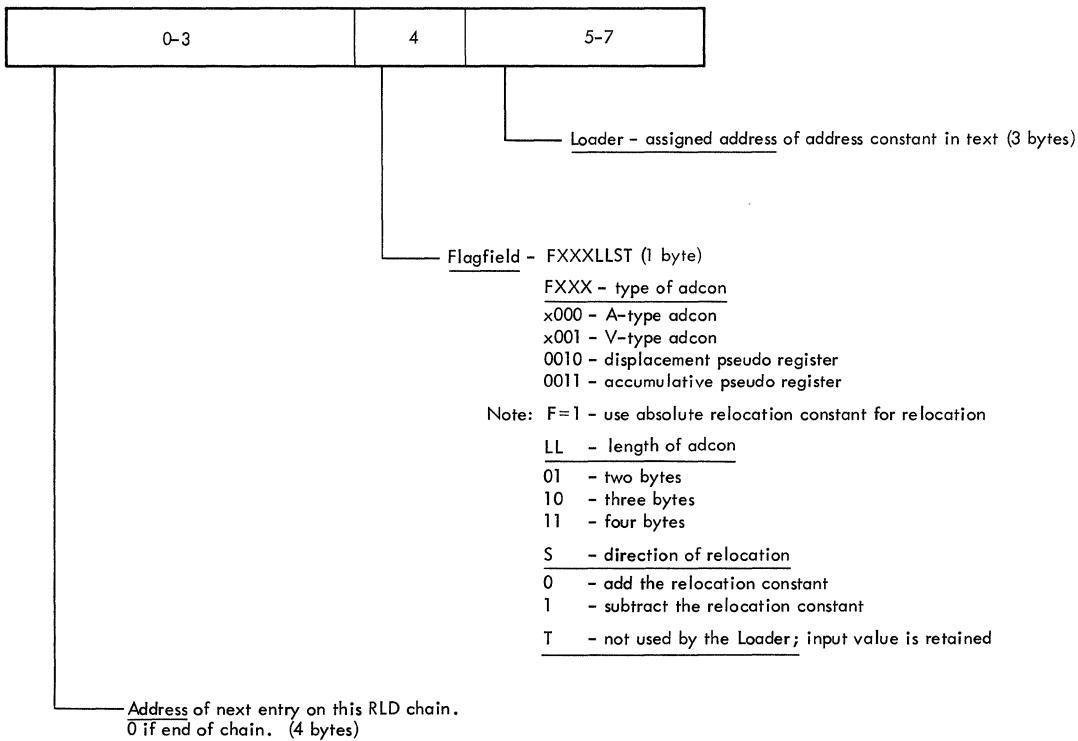 0-3 4 5-7
Loader - assigned address of address constant in text (3 bytes)
Flagfield - FXXXLLST (1 byte)
FXXX - type of adcon
x000 - A-type adcon
x001 - V-type adcon
0010 - displacement pseudo register
0011 - accumulative pseudo register
Note: F=1 - use absolute relocation constant for relocation
LL - length of adcon
01 - two bytes
10 - three bytes
11 - four bytes
S - direction of relocation
0 - add the relocation constant
1 - subtract the relocation constant
T - not used by the Loader; input value is retained
Address of next entry on this RLD chain.
0 if end of chain. (4 bytes)